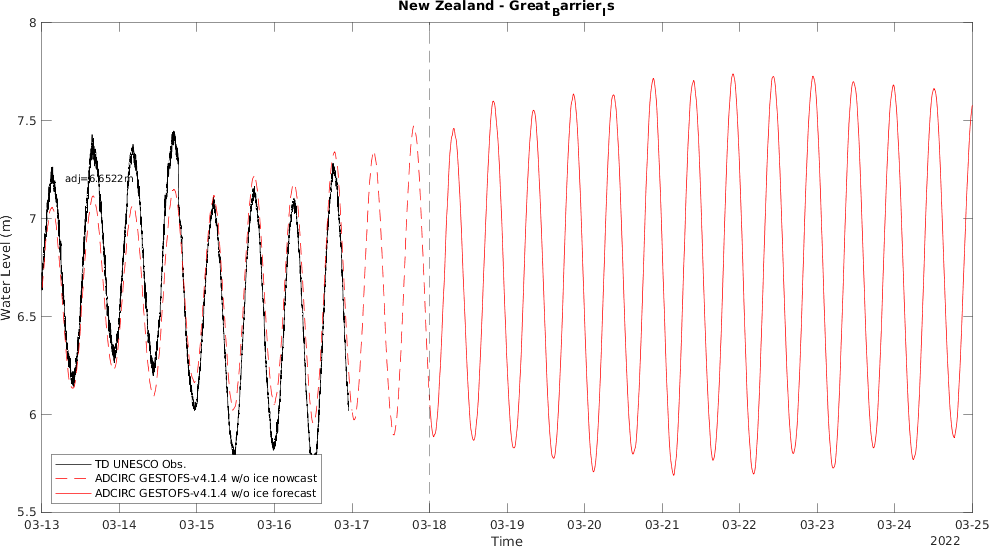 New Zealand - GreatBarrierIs
8
7.5
7
6.5
6
5.5
Water Level (m)
adj=6.6522m
TD UNESCO Obs.
ADCIRC GESTOFS-v4.1.4 w/o ice nowcast
ADCIRC GESTOFS-v4.1.4 w/o ice forecast
03-13 03-14 03-15 03-16 03-17 03-18 03-19 03-20 03-21 03-22 03-23 03-24 03-25
Time
2022